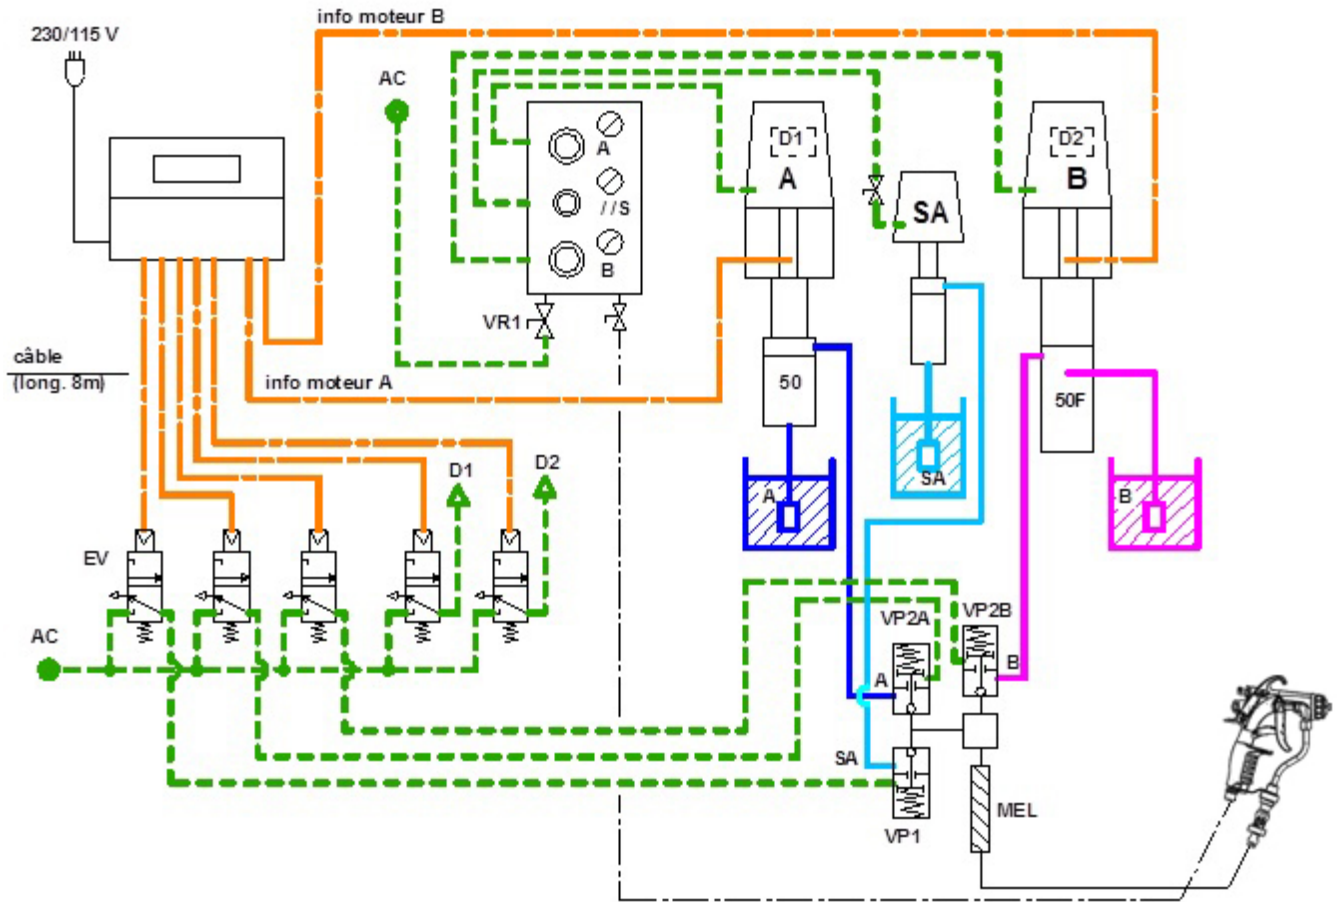 info moteur B
230/115 V
AC
D1
A
A
//S
B
SA
D2
B
VR1
câble
(long. 8m)
info moteur A
50
50F
A
SA
B
D1
D2
EV
AC
VP2A
VP2B
A
B
SA
VP1
MEL